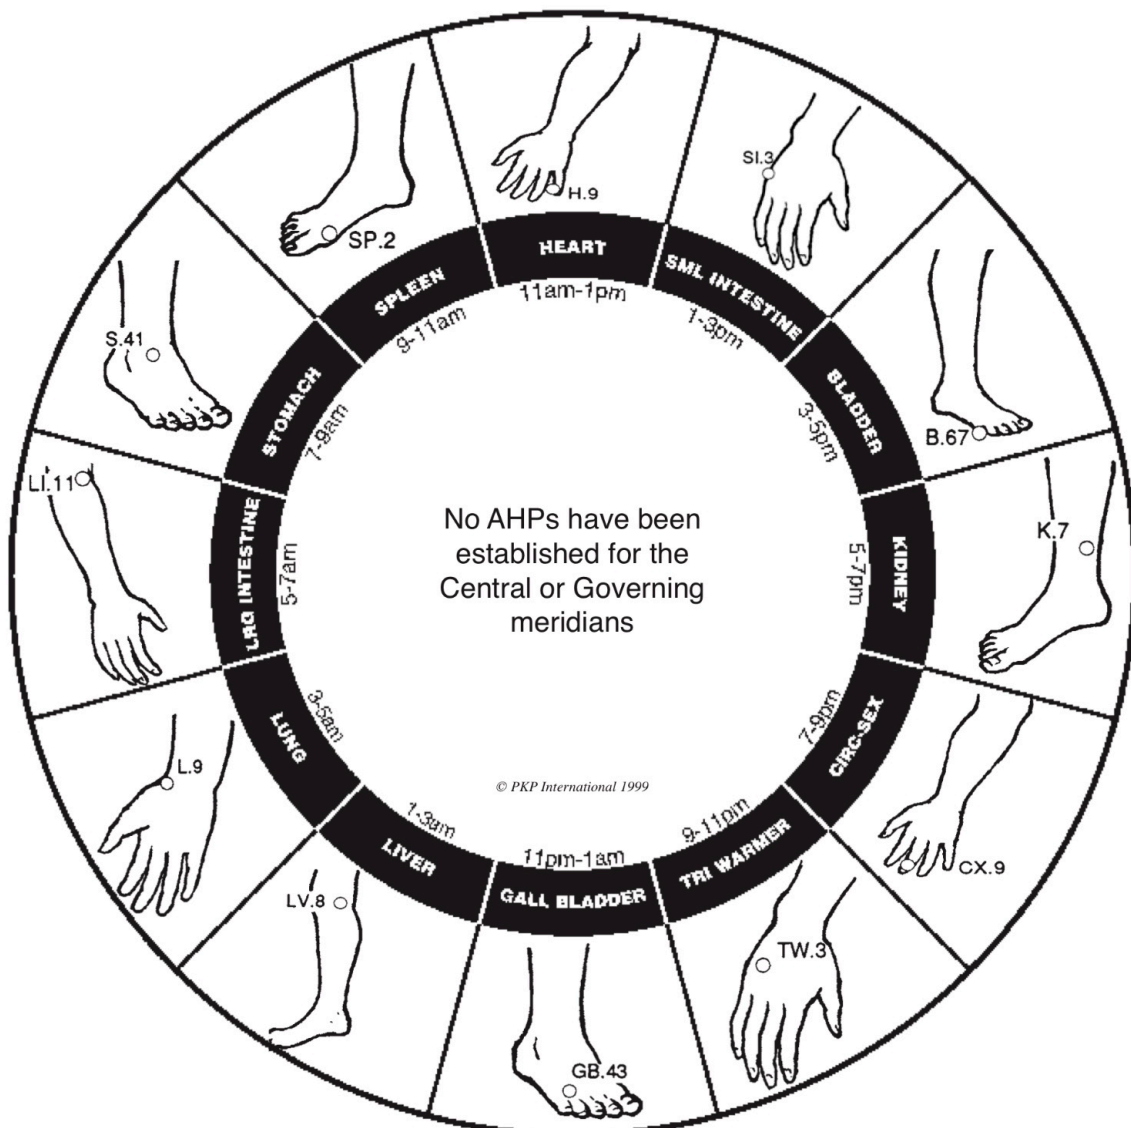 H.9
HEART
11am-1pm
SI.3
SML INTESTINE
1-3pm
B.67
BLADDER
3-5pm
K.7
KIDNEY
5-7pm
CX.9
CIRC-SEX
7-9pm
TW.3
TRI WARMER
9-11pm
GB.43
GALL BLADDER
11pm-1am
LV.8
LIVER
1-3am
L.9
LUNG
3-5am
LI.11
LRG INTESTINE
5-7am
S.41
STOMACH
7-9am
SP.2
SPLEEN
9-11am
No AHPs have been
established for the
Central or Governing
meridians
© PKP International 1999